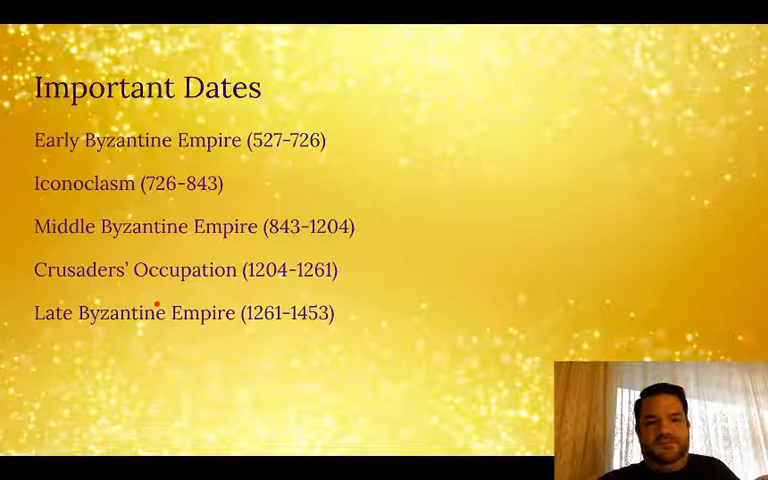 Important Dates
Early Byzantine Empire (527-726)
Iconoclasm (726-843)
Middle Byzantine Empire (843-1204)
Crusaders’ Occupation (1204-1261)
Late Byzantine Empire (1261-1453)